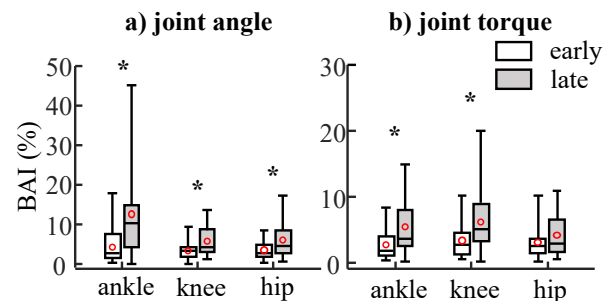 a) joint angle
b) joint torque
early
late
BAI (%)
50
40
30
20
10
0
*
*
*
ankle
knee
hip
30
20
10
0
*
*
ankle
knee
hip